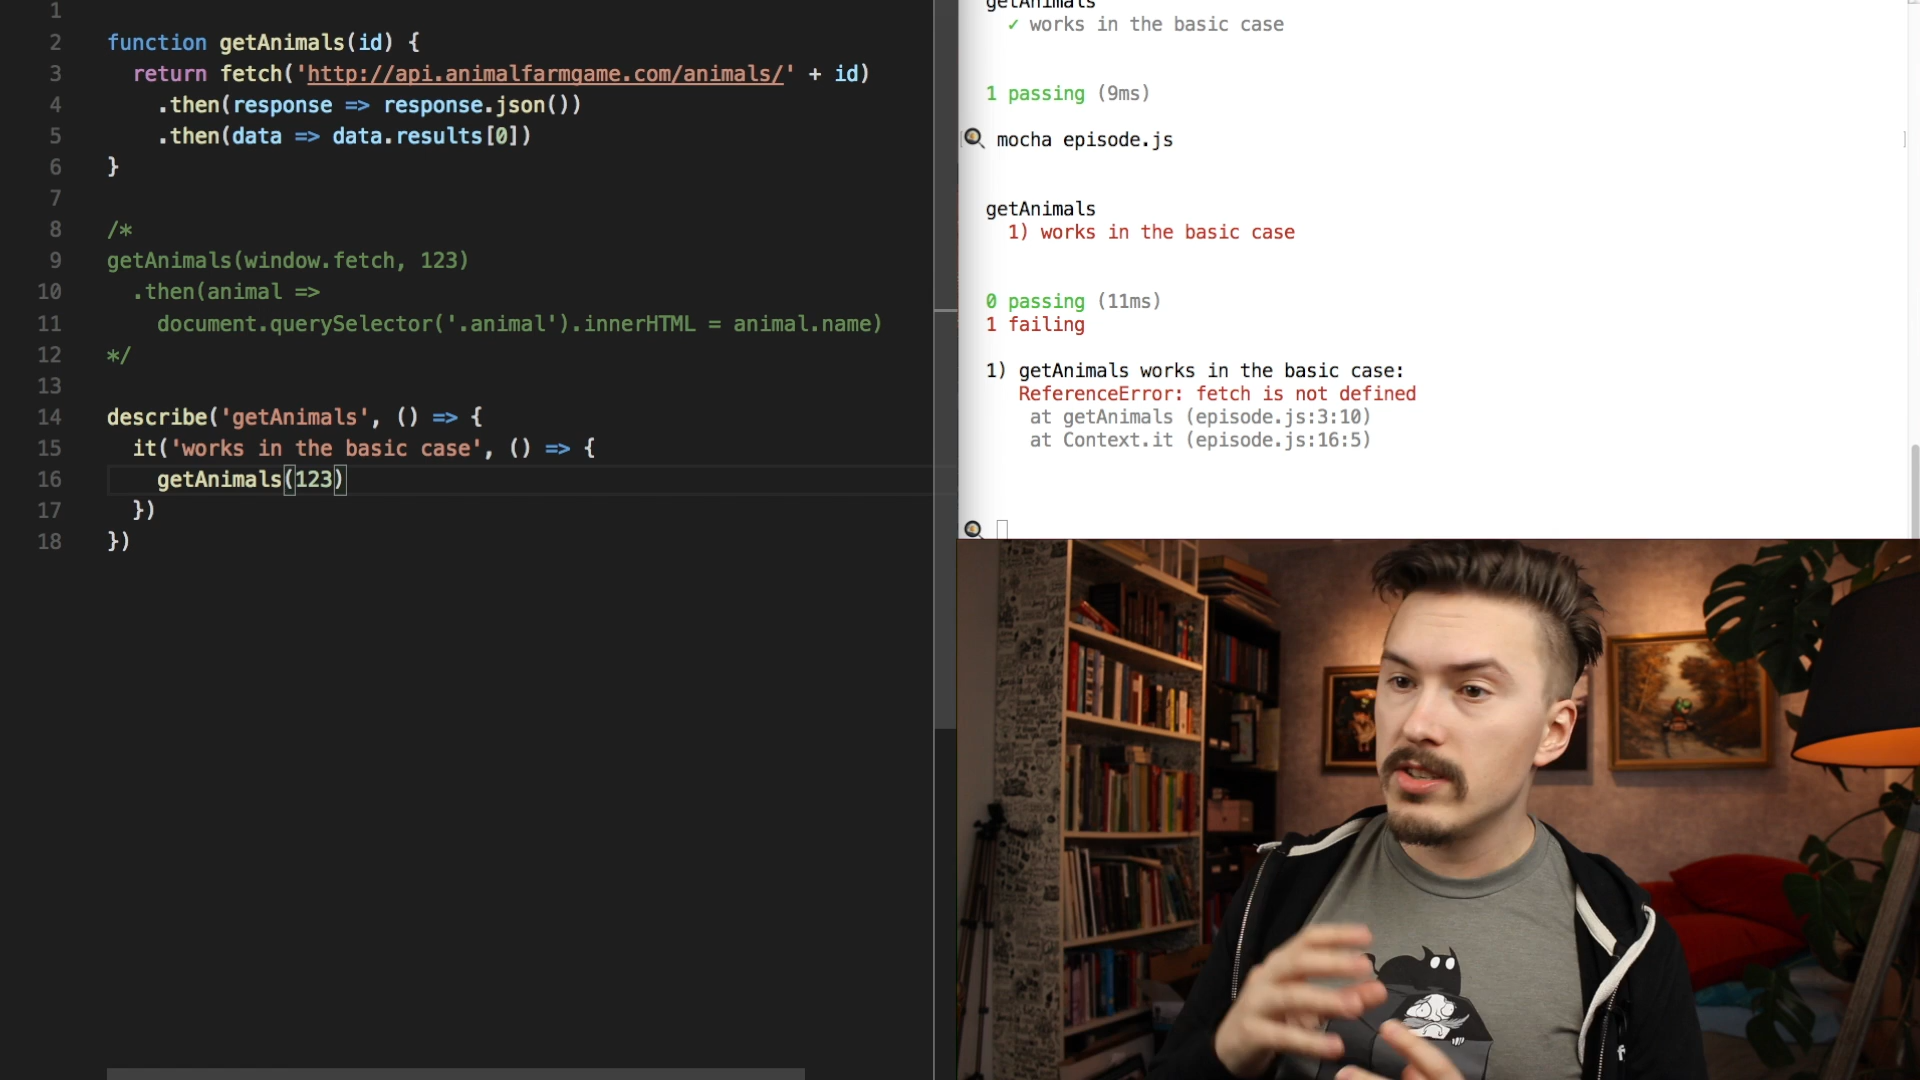 1
2 function getAnimals(id) {
3 return fetch('http://api.animalfarmgame.com/animals/' + id)
4 .then(response => response.json())
5 .then(data => data.results[0])
6 }
7
8 /*
9 getAnimals(window.fetch, 123)
10 .then(animal =>
11 document.querySelector('.animal').innerHTML = animal.name)
12 */
13
14 describe('getAnimals', () => {
15 it('works in the basic case', () => {
16 getAnimals(123)
17 })
18 })
getAnimals
✓ works in the basic case
1 passing (9ms)
mocha episode.js
getAnimals
1) works in the basic case
0 passing (11ms)
1 failing
1) getAnimals works in the basic case:
ReferenceError: fetch is not defined
at getAnimals (episode.js:3:10)
at Context.it (episode.js:16:5)